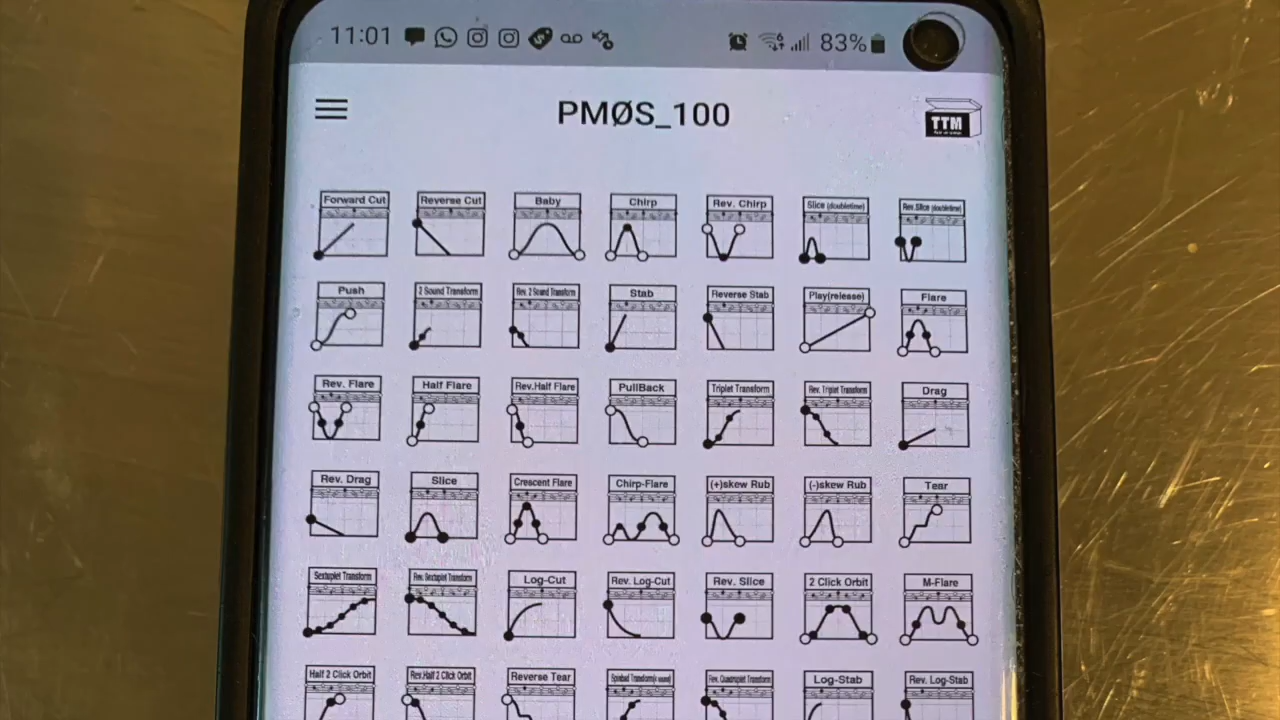 11:01 83%
PMØS_100
TTM
Forward Cut Reverse Cut Baby Chirp Rev. Chirp Slice (doubletime) Rev. Slice (doubletime)
Push 2 Sound Transform Rev. 2 Sound Transform Stab Reverse Stab Play(release) Flare
Rev. Flare Half Flare Rev.Half Flare PullBack Triplet Transform Rev. Triplet Transform Drag
Rev. Drag Slice Crescent Flare Chirp-Flare (+)skew Rub (-)skew Rub Tear
Sextuplet Transform Rev. Sextuplet Transform Log-Cut Rev. Log-Cut Rev. Slice 2 Click Orbit M-Flare
Half 2 Click Orbit Rev.Half 2 Click Orbit Reverse Tear Rev. Quadruplet Transform Log-Stab Rev. Log-Stab